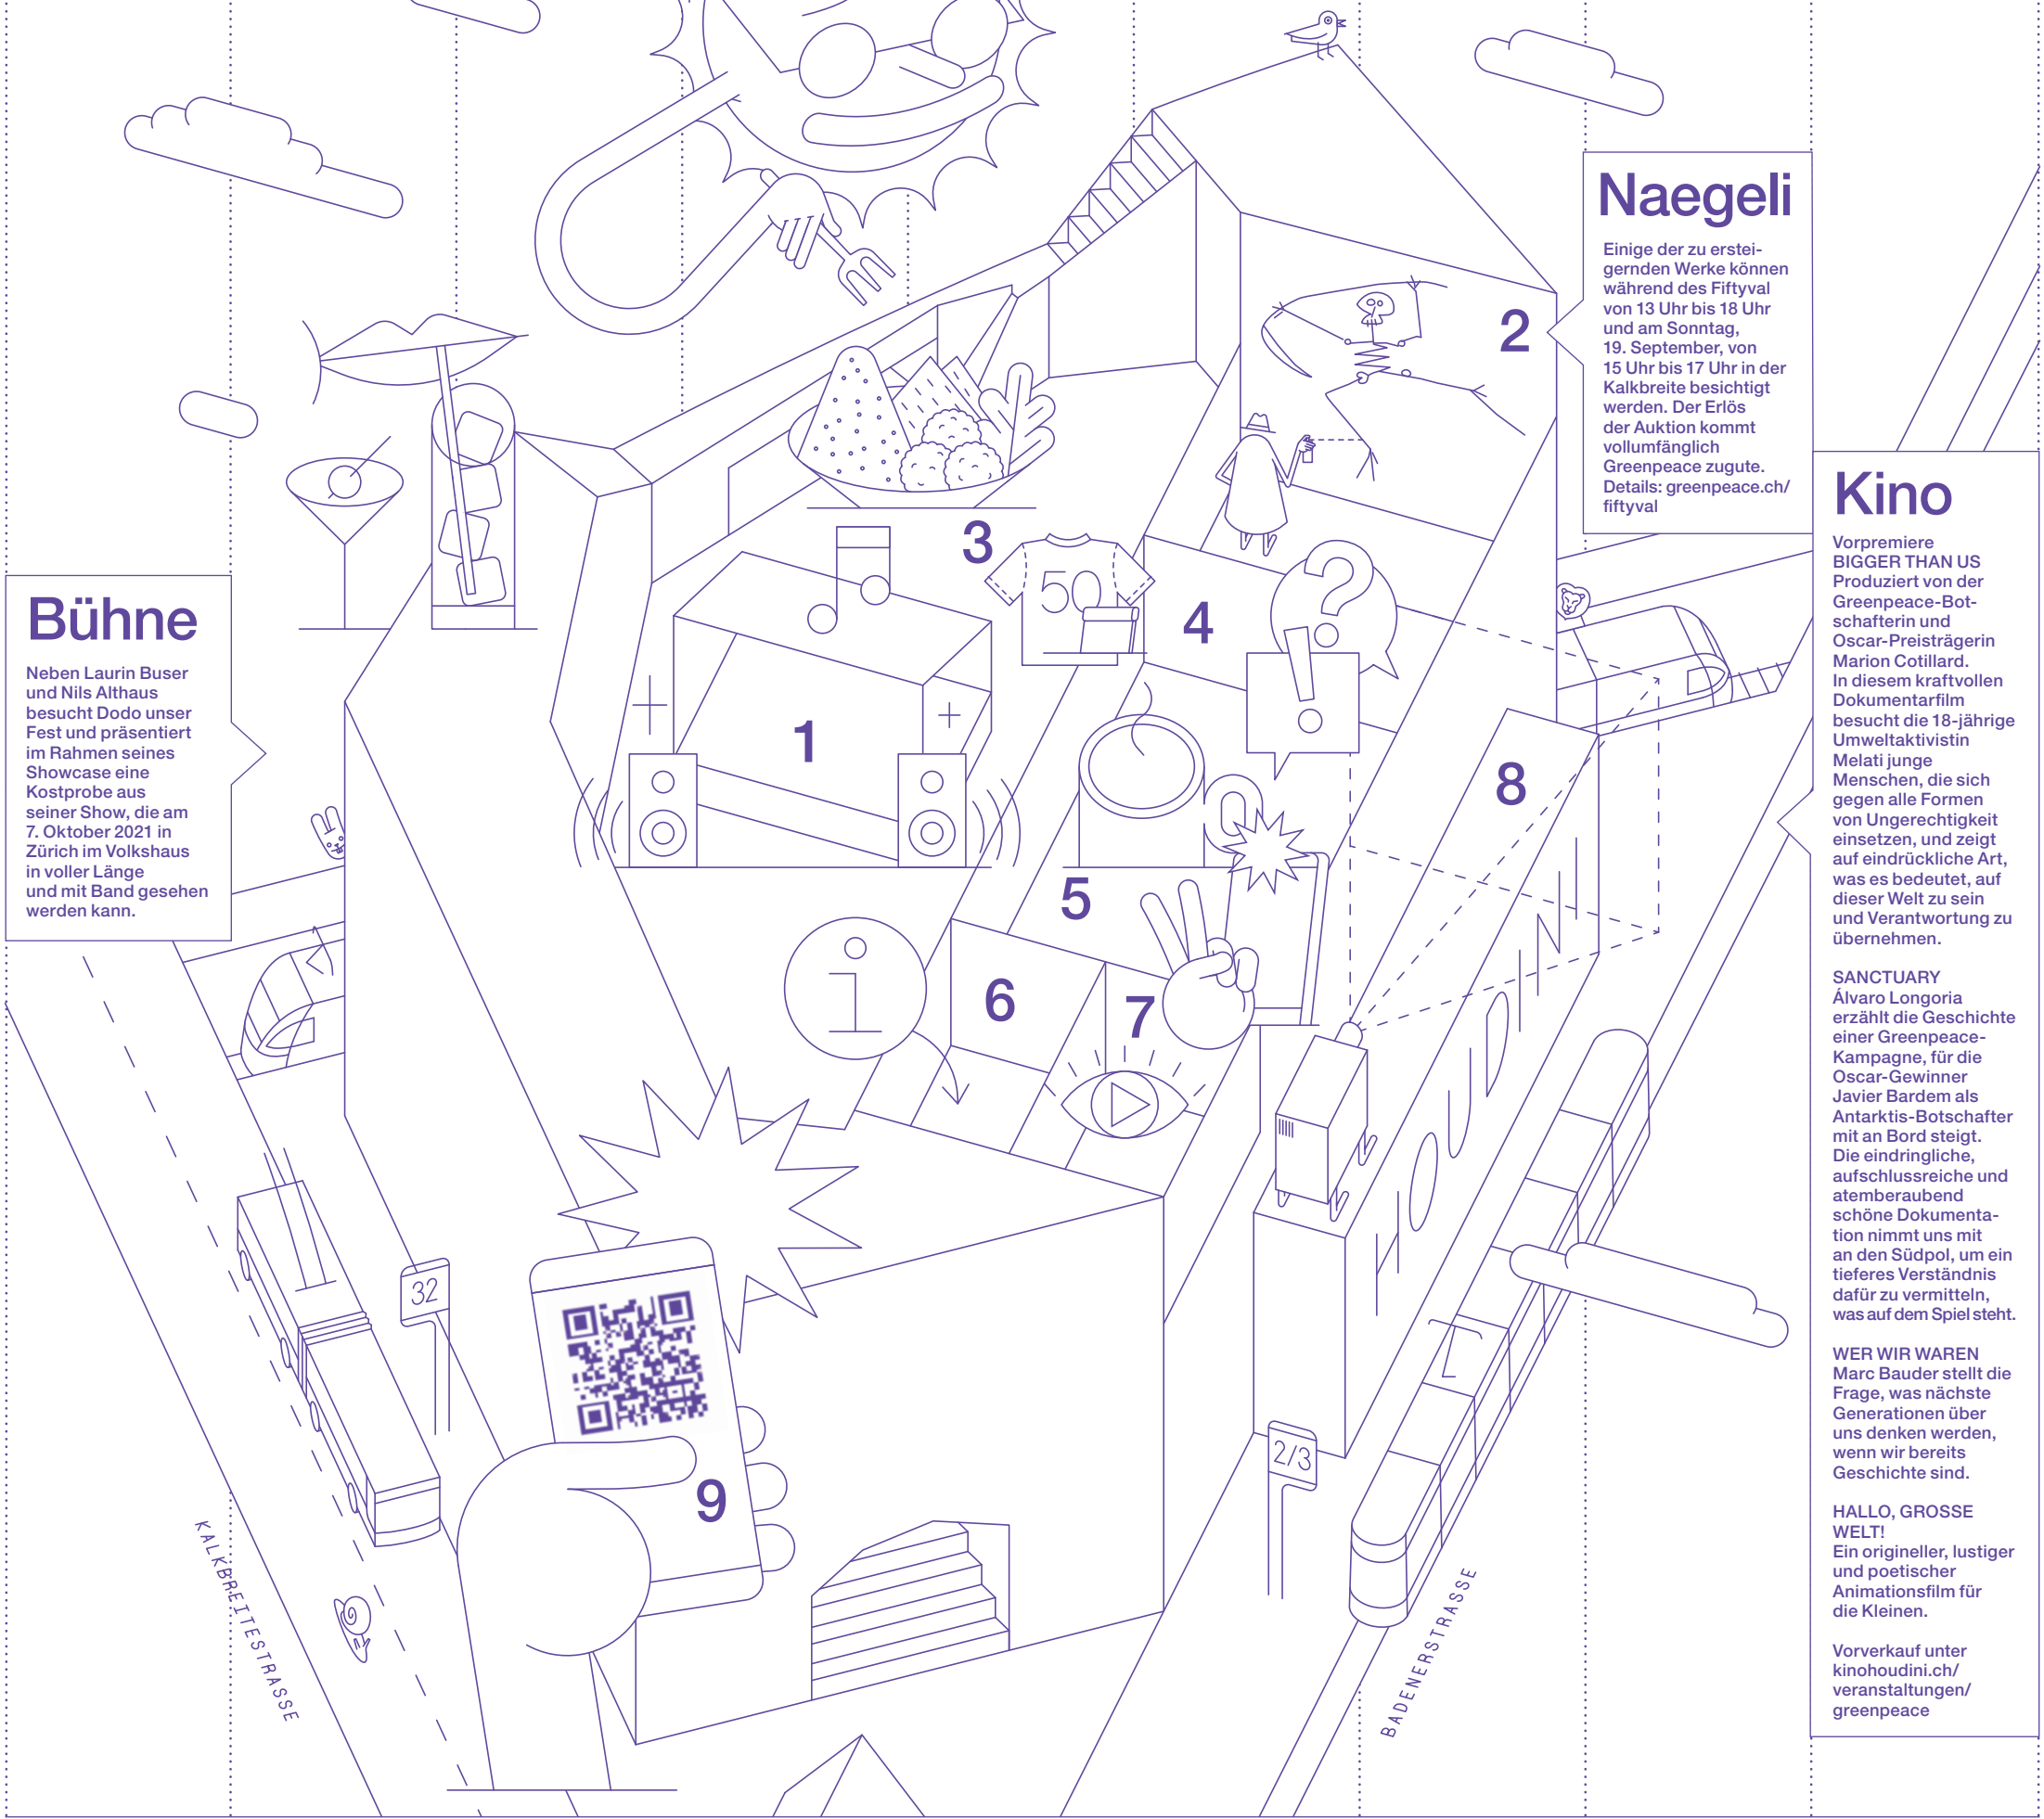 Naegeli
Einige der zu erstei-
gernden Werke können
während des Fiftyval
von 13 Uhr bis 18 Uhr
und am Sonntag,
19. September, von
15 Uhr bis 17 Uhr in der
Kalkbreite besichtigt
werden. Der Erlös
der Auktion kommt
vollumfänglich
Greenpeace zugute.
Details: greenpeace.ch/
fiftyval
Kino
Vorpremiere
BIGGER THAN US
Produziert von der
Greenpeace-Bot-
schafterin und
Oscar-Preisträgerin
Marion Cotillard.
In diesem kraftvollen
Dokumentarfilm
besucht die 18-jährige
Umweltaktivistin
Melati junge
Menschen, die sich
gegen alle Formen
von Ungerechtigkeit
einsetzen, und zeigt
auf eindrückliche Art,
was es bedeutet, auf
dieser Welt zu sein
und Verantwortung zu
übernehmen.
SANCTUARY
Álvaro Longoria
erzählt die Geschichte
einer Greenpeace-
Kampagne, für die
Oscar-Gewinner
Javier Bardem als
Antarktis-Botschafter
mit an Bord steigt.
Die eindringliche,
aufschlussreiche und
atemberaubend
schöne Dokumenta-
tion nimmt uns mit
an den Südpol, um ein
tieferes Verständnis
dafür zu vermitteln,
was auf dem Spiel steht.
WER WIR WAREN
Marc Bauder stellt die
Frage, was nächste
Generationen über
uns denken werden,
wenn wir bereits
Geschichte sind.
HALLO, GROSSE
WELT!
Ein origineller, lustiger
und poetischer
Animationsfilm für
die Kleinen.
Vorverkauf unter
kinohoudini.ch/
veranstaltungen/
greenpeace
Bühne
Neben Laurin Buser
und Nils Althaus
besucht Dodo unser
Fest und präsentiert
im Rahmen seines
Showcase eine
Kostprobe aus
seiner Show, die am
7. Oktober 2021 in
Zürich im Volkshaus
in voller Länge
und mit Band gesehen
werden kann.
2
3
50
4
?
!
1
8
5
i
6
7
HOUDINI
32
9
2/3
KALKBREITESTRASSE
BADENERSTRASSE